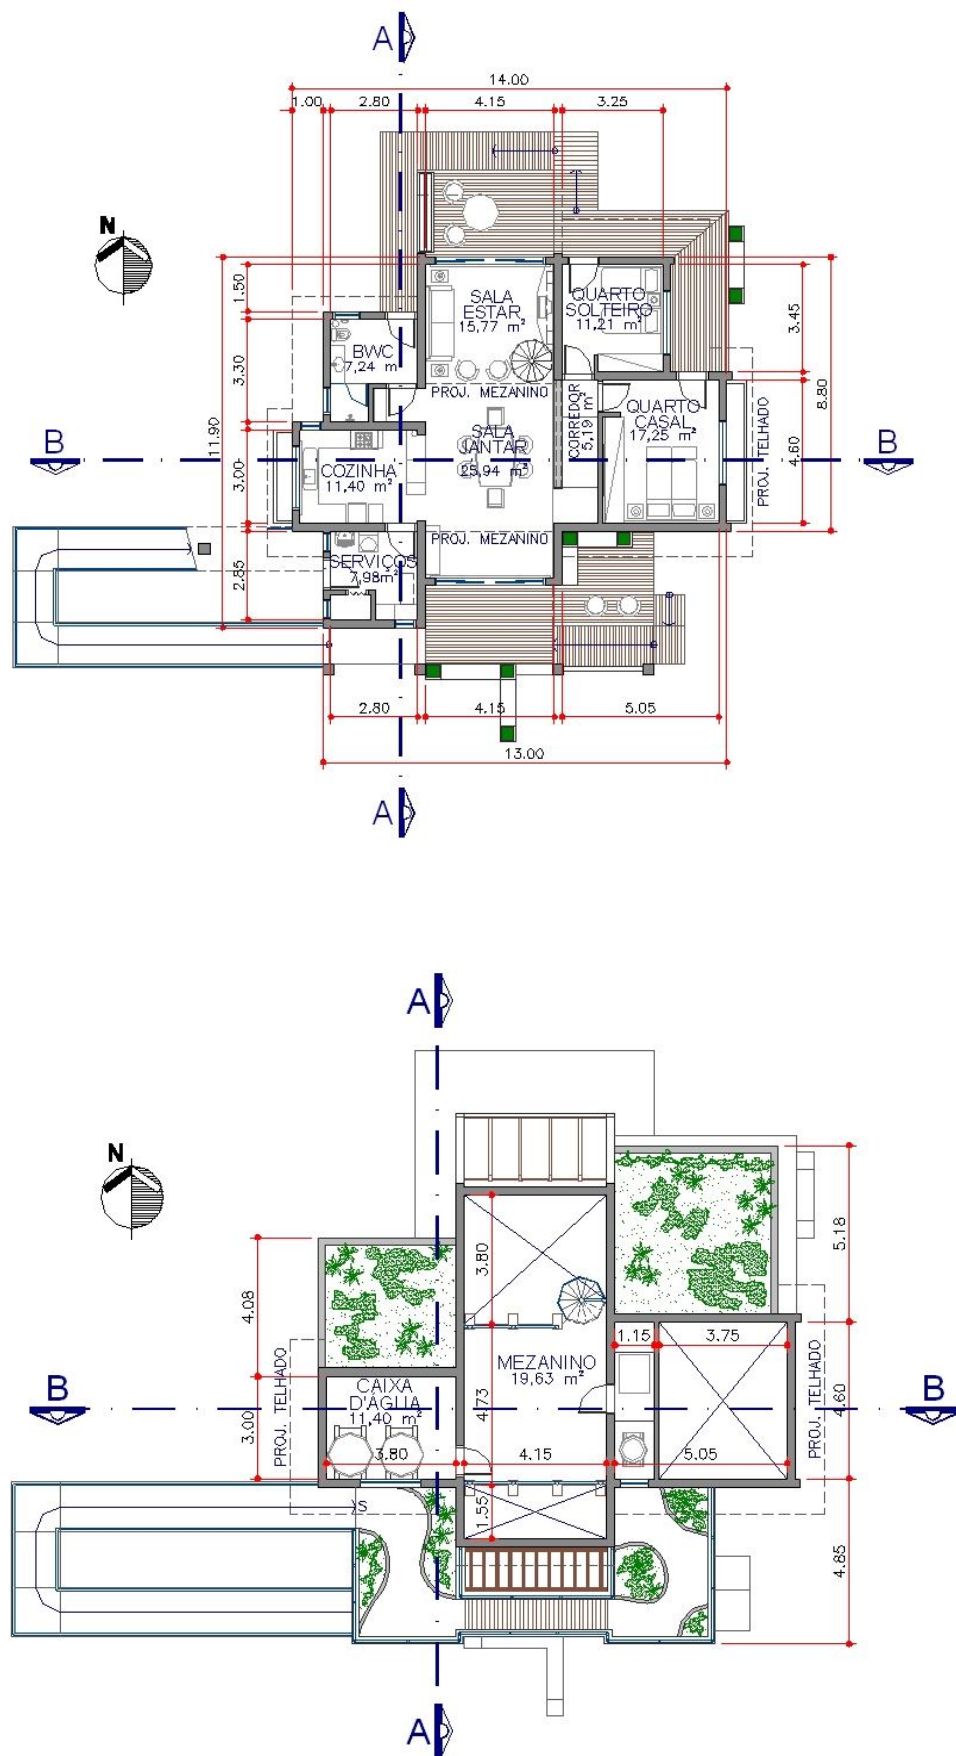 A
14.00
1.00
2.80
4.15
3.25
N
1.50
SALA
ESTAR
15,77 m²
QUARTO
SOLTEIRO
11,21 m²
3.45
BWC
7,24 m
3.30
PROJ. MEZANINO
CORREDOR
5,19 m²
QUARTO
CASAL
17,25 m²
8.80
11.90
B
SALA
JANTAR
25,94 m²
COZINHA
11,40 m²
3.00
4.60
PROJ. TELHADO
B
PROJ. MEZANINO
SERVIÇOS
7,98m²
2.85
2.80
4.15
5.05
13.00
A
A
N
5.18
3.80
4.08
1.15
3.75
MEZANINO
19,63 m²
PROJ. TELHADO
CAIXA
D'ÁGUA
11,40 m²
B
4.73
4.60
PROJ. TELHADO
B
3.00
3.80
4.15
5.05
S
1.55
4.85
A